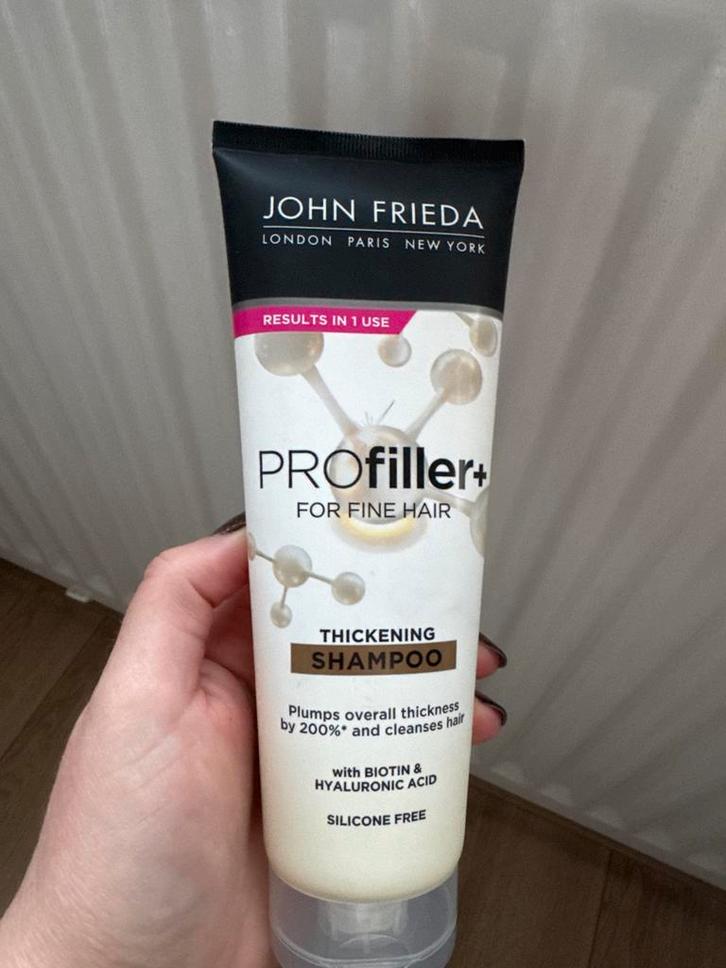 JOHN FRIEDA
LONDON PARIS NEW YORK
RESULTS IN 1 USE
PROfiller+
FOR FINE HAIR
THICKENING
SHAMPOO
Plumps overall thickness
by 200%* and cleanses hair
with BIOTIN &
HYALURONIC ACID
SILICONE FREE